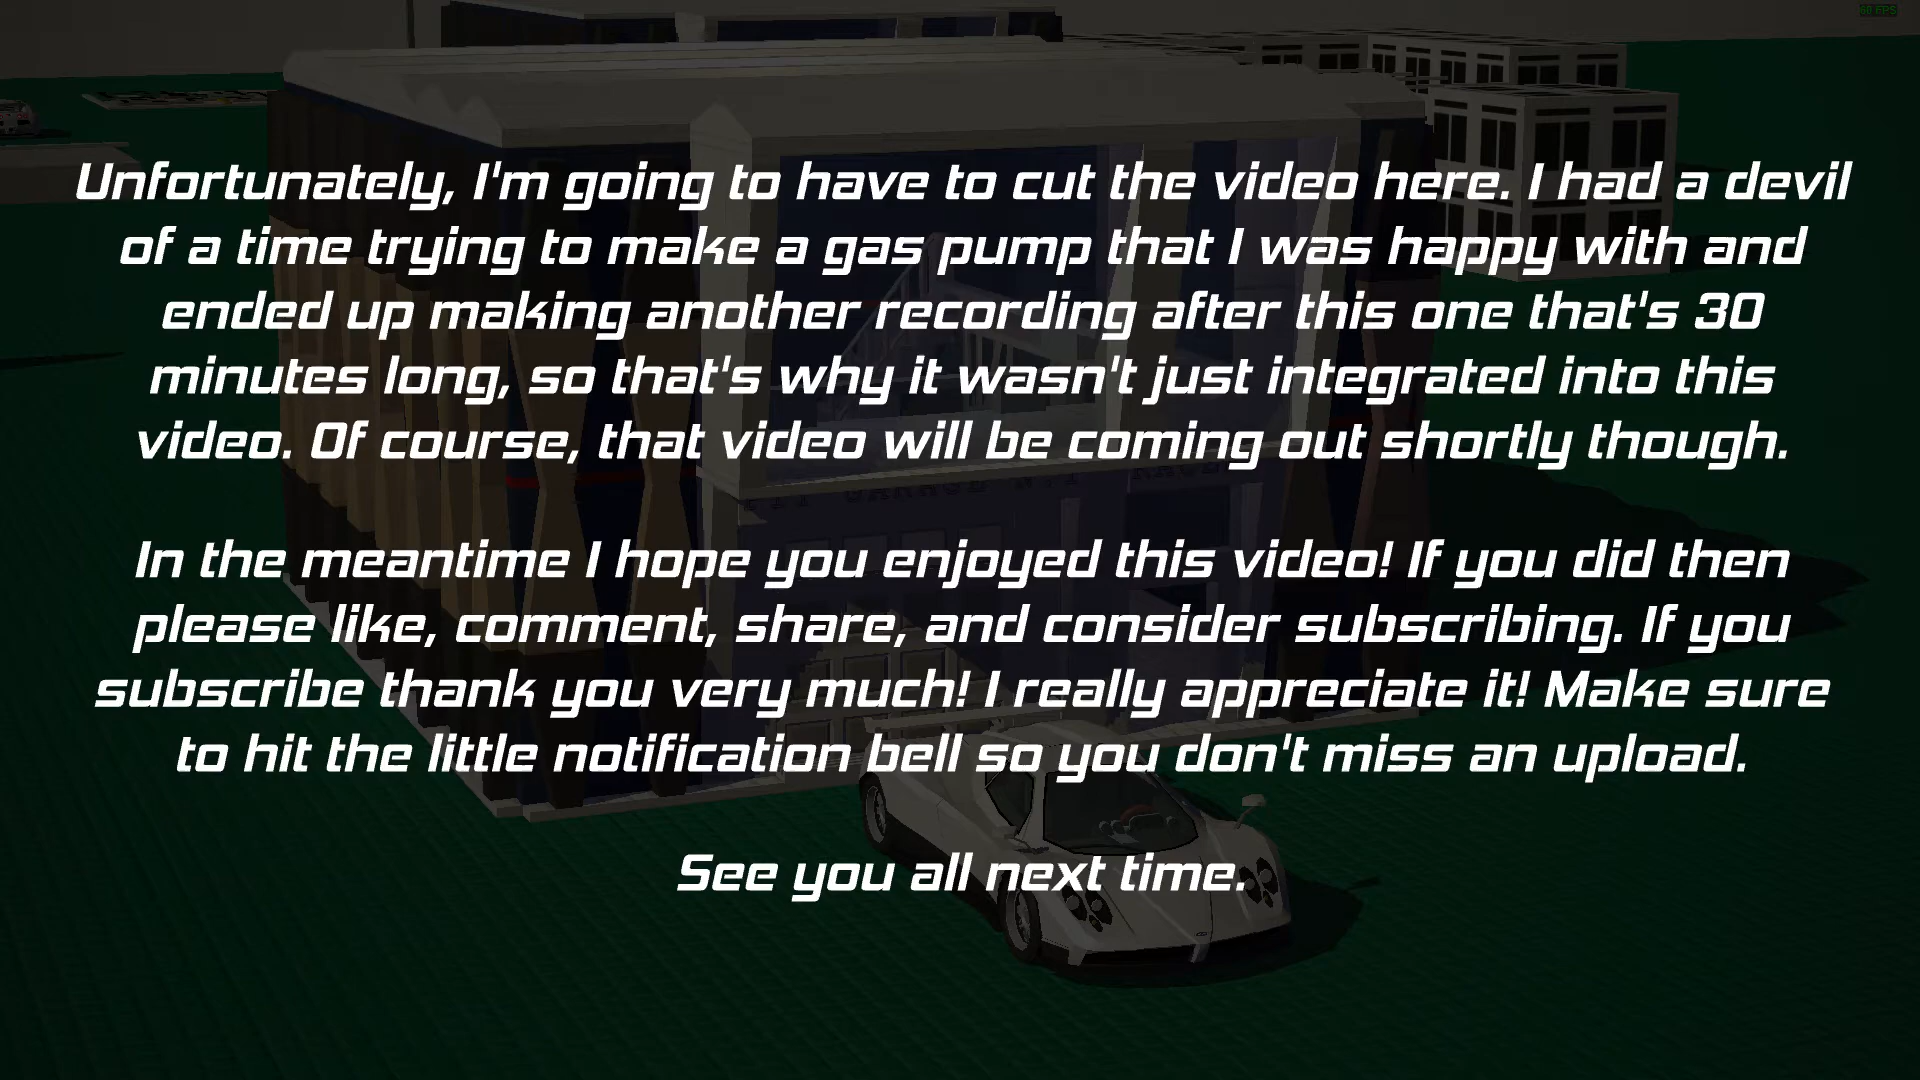 60 FPS
Unfortunately, I'm going to have to cut the video here. I had a devil
of a time trying to make a gas pump that I was happy with and
ended up making another recording after this one that's 30
minutes long, so that's why it wasn't just integrated into this
video. Of course, that video will be coming out shortly though.
In the meantime I hope you enjoyed this video! If you did then
please like, comment, share, and consider subscribing. If you
subscribe thank you very much! I really appreciate it! Make sure
to hit the little notification bell so you don't miss an upload.
See you all next time.